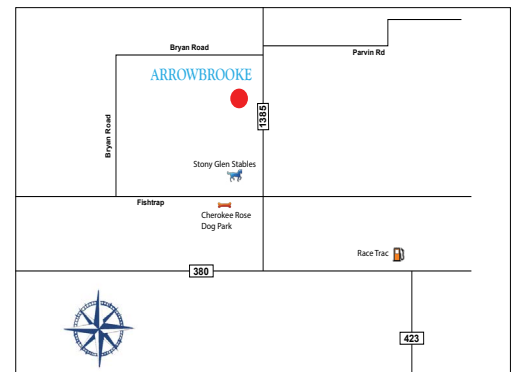 Bryan Road
Parvin Rd
ARROWBROOKE
1385
Bryan Road
Stony Glen Stables
Fishtrap
Cherokee Rose
Dog Park
Race Trac
380
423